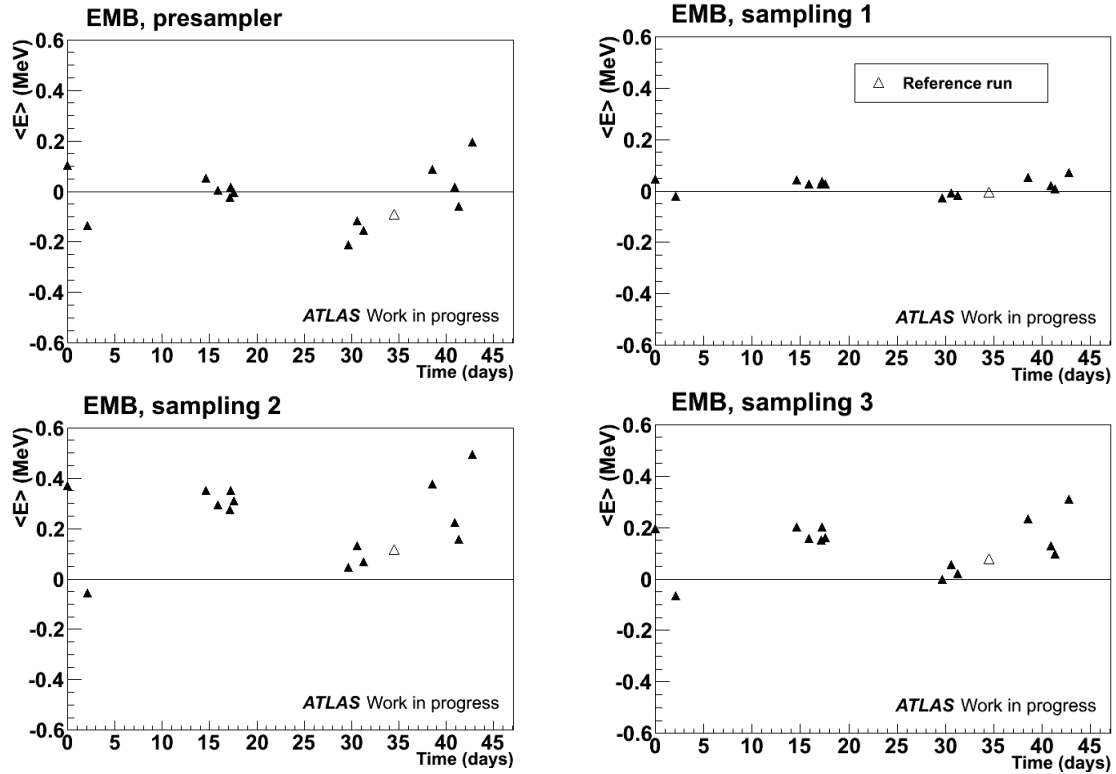 EMB, presampler
<E> (MeV)
0.6
0.4
0.2
0
-0.2
-0.4
-0.6
0 5 10 15 20 25 30 35 40 45
Time (days)
ATLAS Work in progress
EMB, sampling 1
<E> (MeV)
0.6
0.4
0.2
0
-0.2
-0.4
-0.6
0 5 10 15 20 25 30 35 40 45
Time (days)
Reference run
ATLAS Work in progress
EMB, sampling 2
<E> (MeV)
0.6
0.4
0.2
0
-0.2
-0.4
-0.6
0 5 10 15 20 25 30 35 40 45
Time (days)
ATLAS Work in progress
EMB, sampling 3
<E> (MeV)
0.6
0.4
0.2
0
-0.2
-0.4
-0.6
0 5 10 15 20 25 30 35 40 45
Time (days)
ATLAS Work in progress